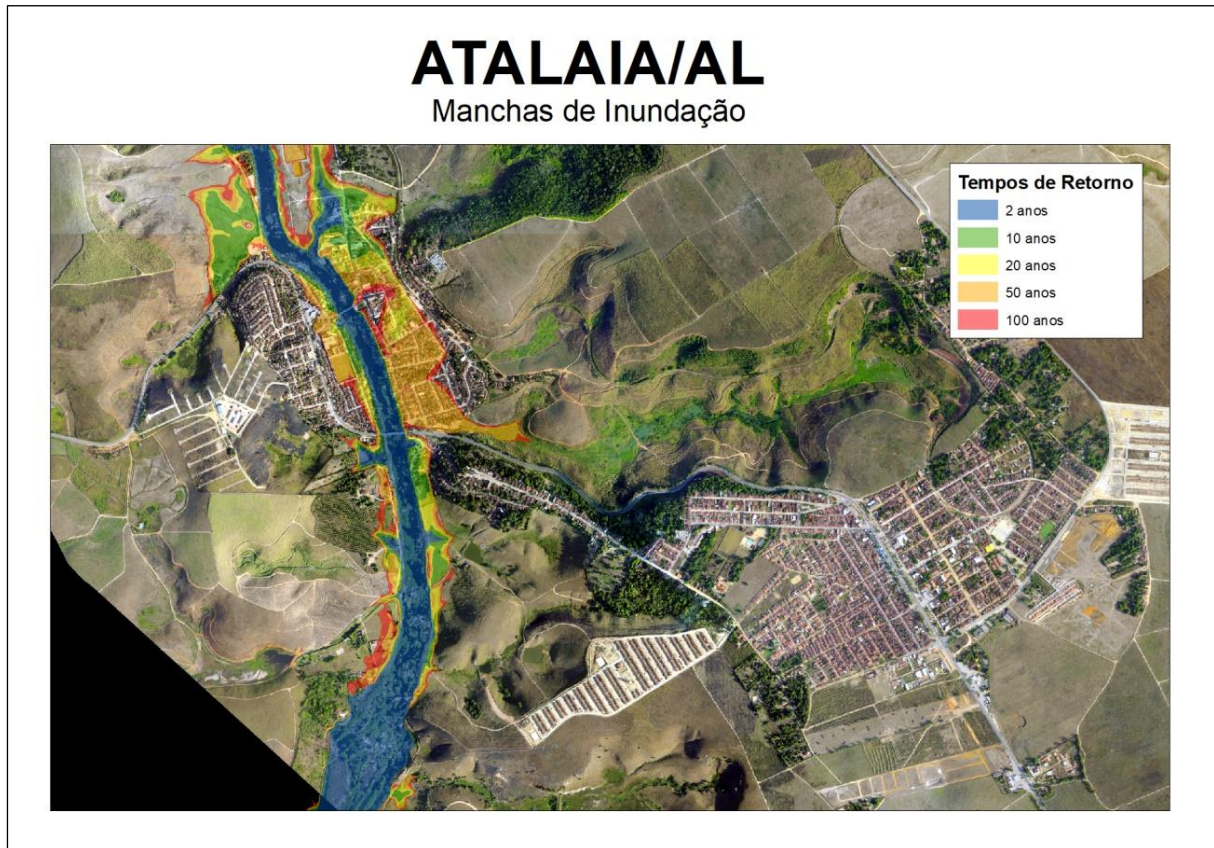 ATALAIA/AL
Manchas de Inundação
Tempos de Retorno
2 anos
10 anos
20 anos
50 anos
100 anos